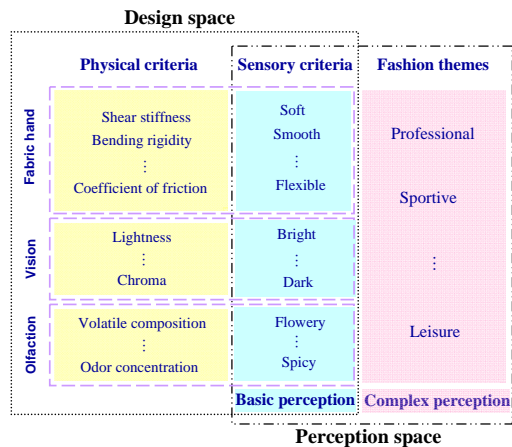 Design space
Physical criteria
Sensory criteria
Fashion themes
Fabric hand
Shear stiffness
Bending rigidity
⋮
Coefficient of friction
Soft
Smooth
⋮
Flexible
Professional
Sportive
⋮
Leisure
Vision
Lightness
⋮
Chroma
Bright
⋮
Dark
Olfaction
Volatile composition
⋮
Odor concentration
Flowery
⋮
Spicy
Basic perception
Complex perception
Perception space